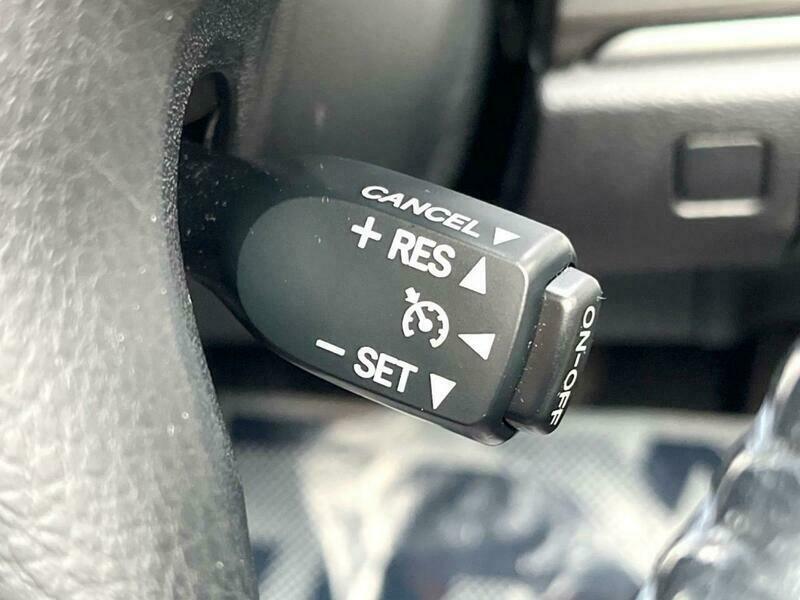 CANCEL
+ RES
- SET
ON-OFF